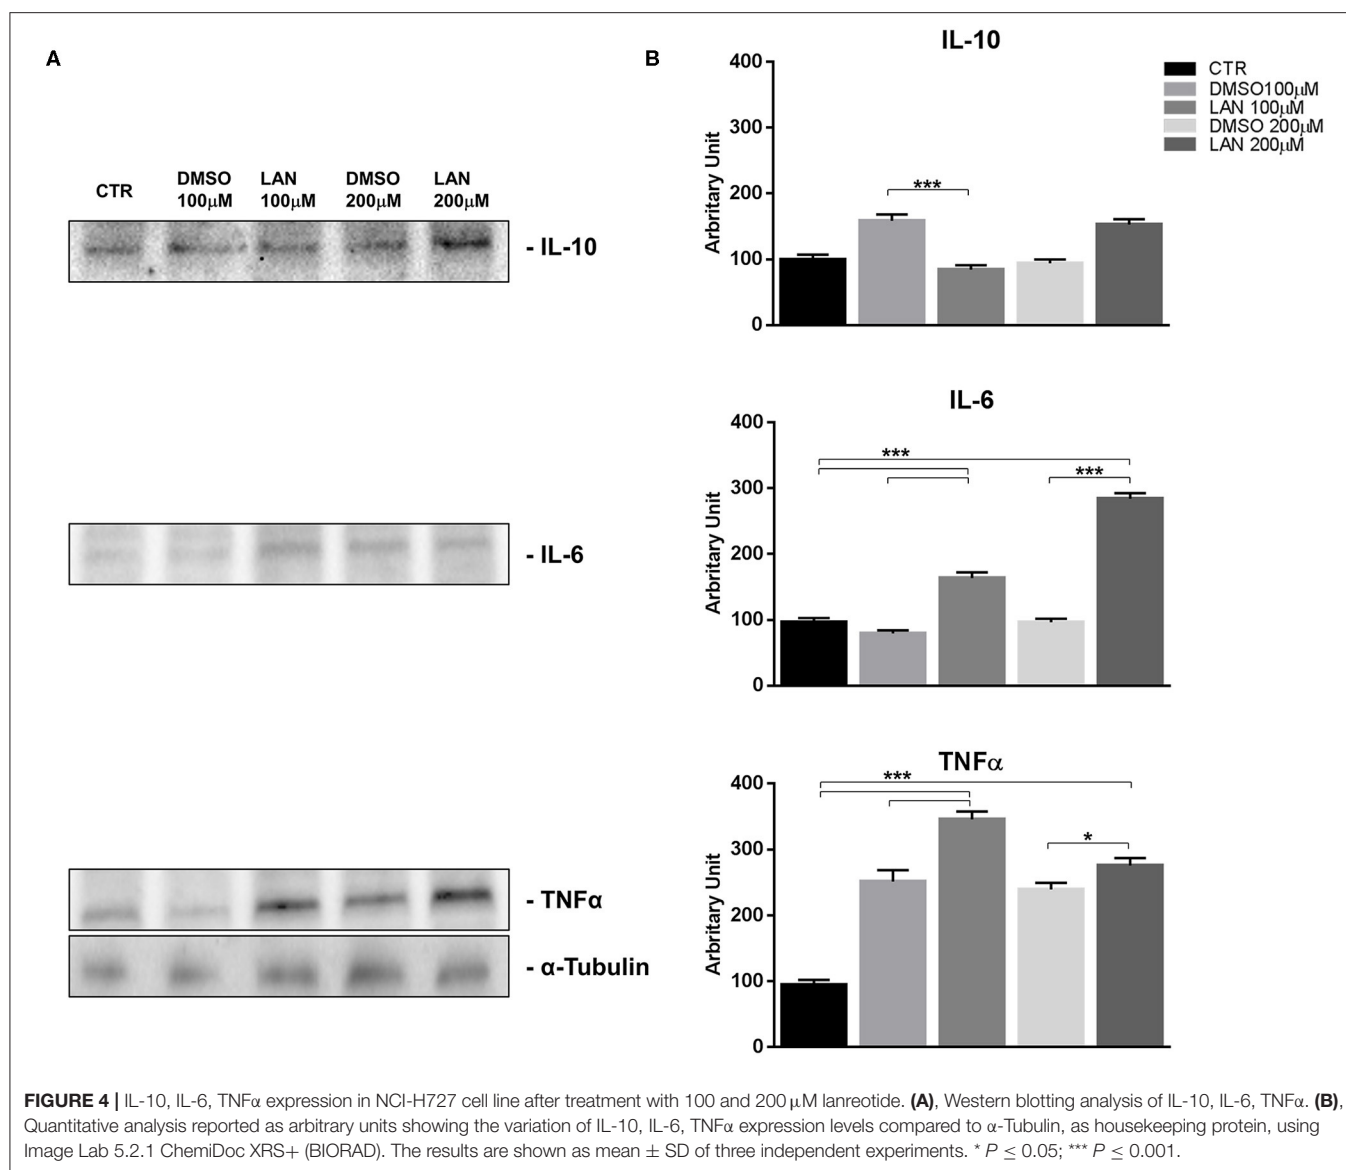 A
CTR
DMSO
100μM
LAN
100μM
DMSO
200μM
LAN
200μM
- IL-10
- IL-6
- TNFα
- α-Tubulin
B
IL-10
400
300
200
100
0
Arbritary Unit
***
CTR
DMSO100μM
LAN 100μM
DMSO 200μM
LAN 200μM
IL-6
400
300
200
100
0
Arbritary Unit
***
***
TNFα
400
300
200
100
0
Arbritary Unit
***
*
FIGURE 4 | IL-10, IL-6, TNFα expression in NCI-H727 cell line after treatment with 100 and 200 μM lanreotide. (A), Western blotting analysis of IL-10, IL-6, TNFα. (B),
Quantitative analysis reported as arbitrary units showing the variation of IL-10, IL-6, TNFα expression levels compared to α-Tubulin, as housekeeping protein, using
Image Lab 5.2.1 ChemiDoc XRS+ (BIORAD). The results are shown as mean ± SD of three independent experiments. * P ≤ 0.05; *** P ≤ 0.001.